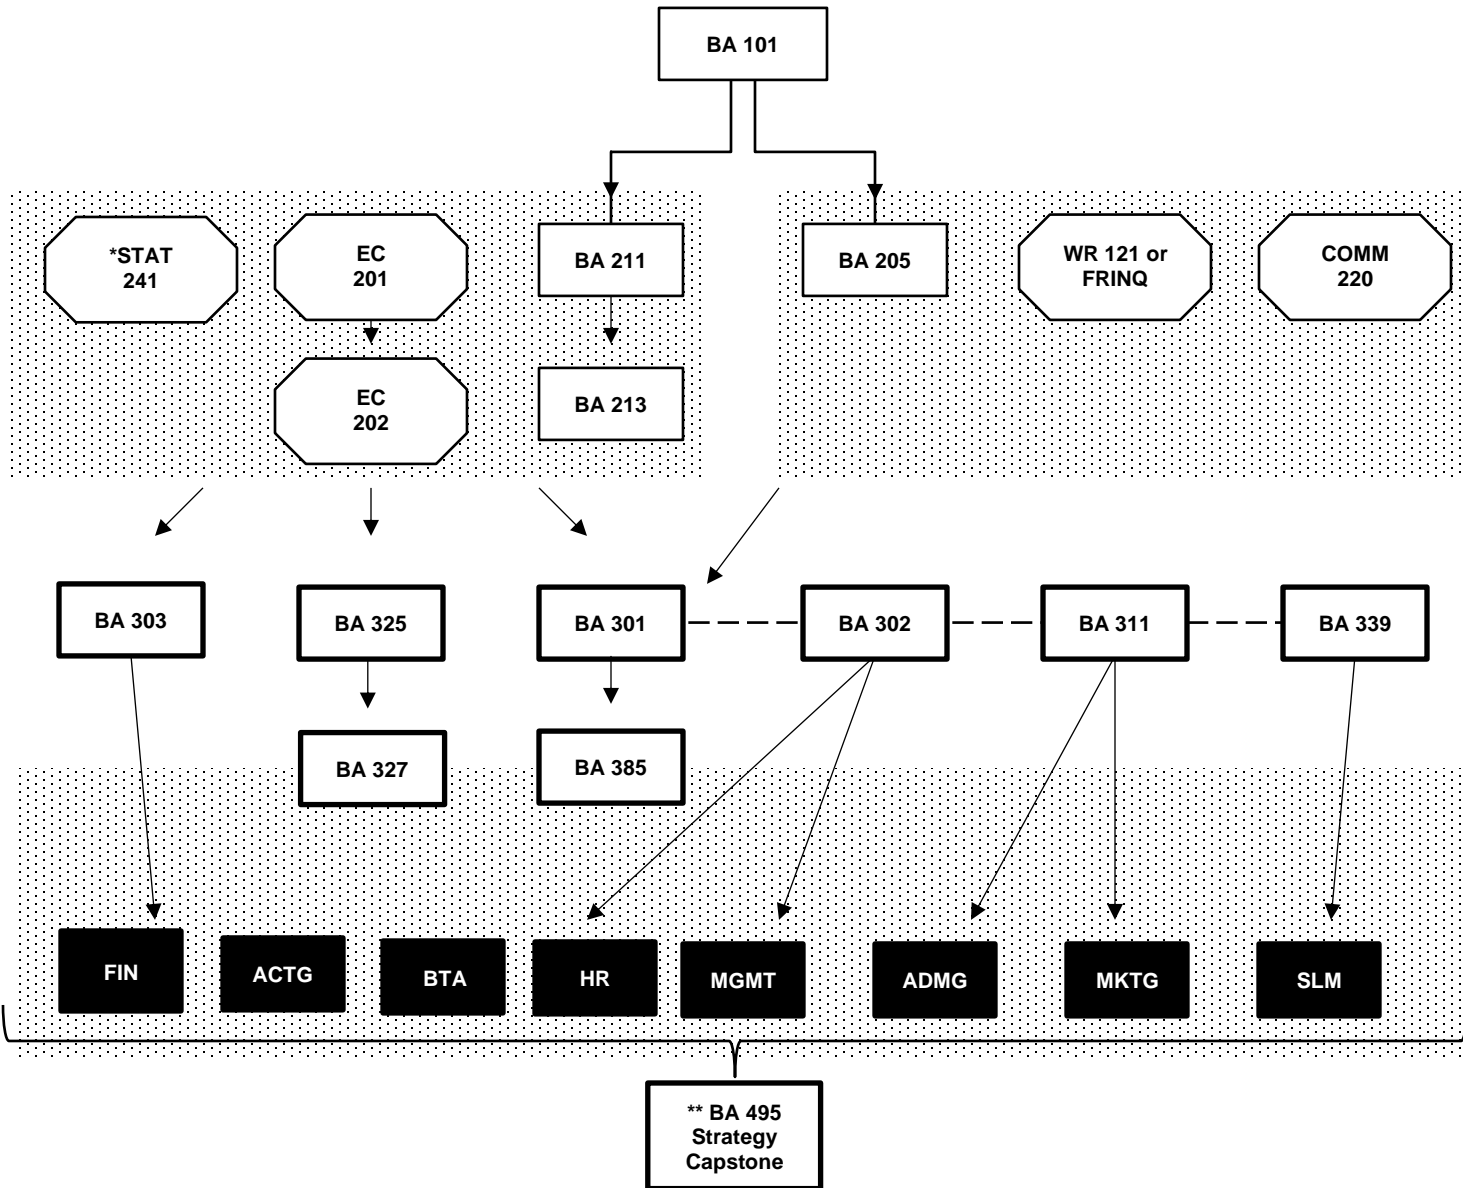 BA 101
*STAT
241
EC
201
BA 211
BA 205
WR 121 or
FRINQ
COMM
220
EC
202
BA 213
BA 303
BA 325
BA 301
BA 302
BA 311
BA 339
BA 327
BA 385
FIN
ACTG
BTA
HR
MGMT
ADMG
MKTG
SLM
** BA 495
Strategy
Capstone